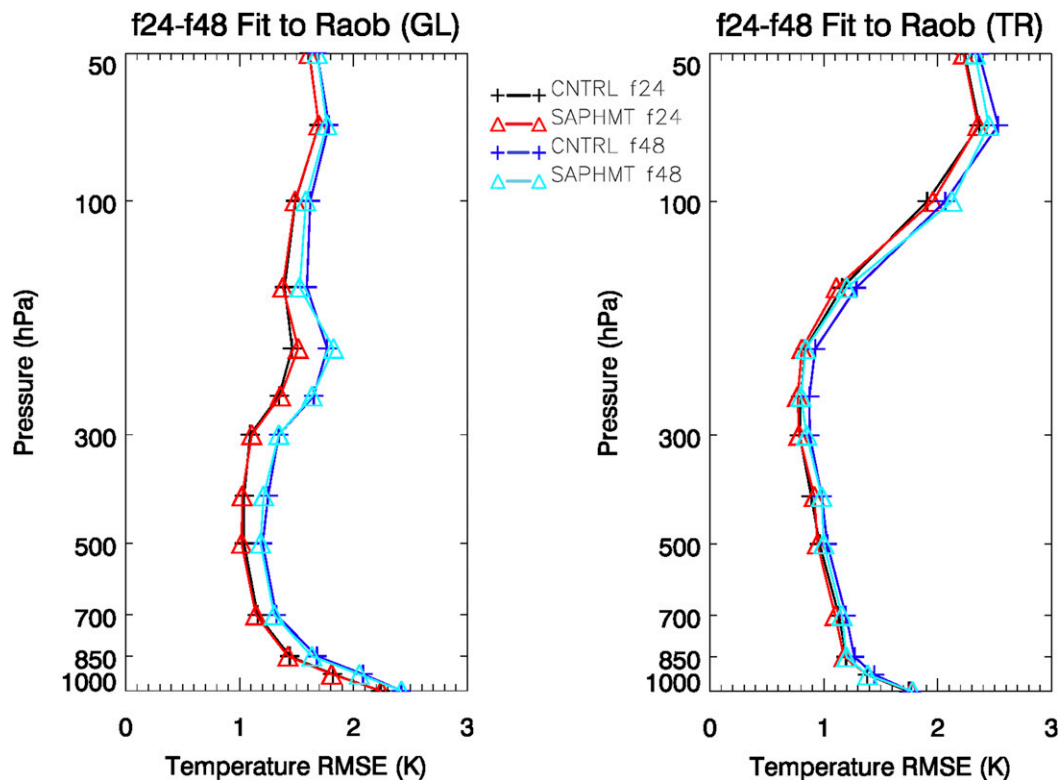 f24-f48 Fit to Raob (GL)
50
100
300
500
700
850
1000
Pressure (hPa)
0 1 2 3
Temperature RMSE (K)
CNTRL f24
SAPHMT f24
CNTRL f48
SAPHMT f48
f24-f48 Fit to Raob (TR)
50
100
300
500
700
850
1000
Pressure (hPa)
0 1 2 3
Temperature RMSE (K)